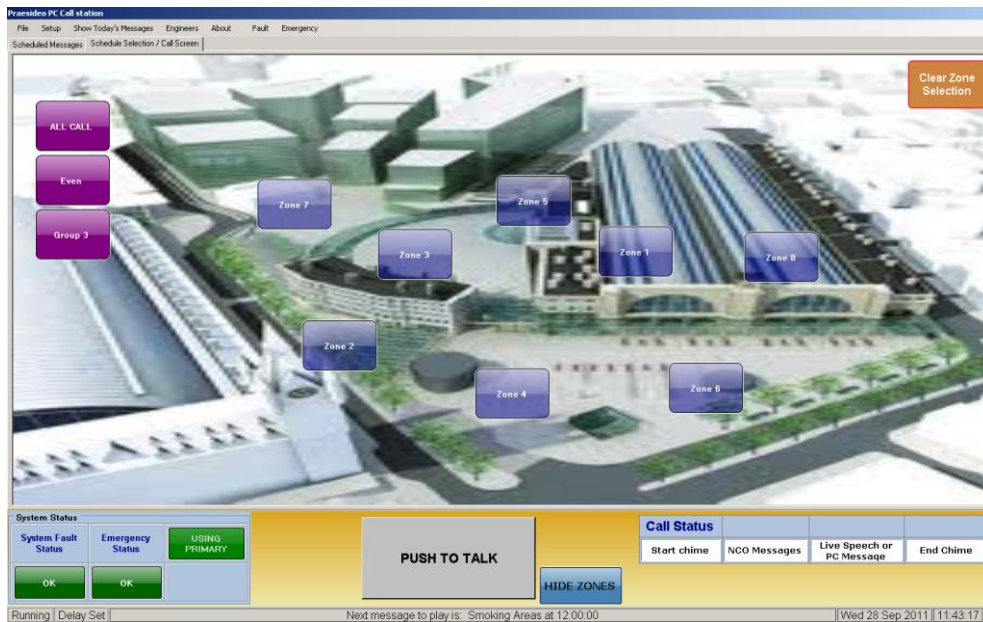 Praesideo PC Call station
File Setup Show Today's Messages Engineers About Fault Emergency
Scheduled Messages Schedule Selection / Call Screen
Clear Zone
Selection
ALL CALL
Even
Group 3
Zone 7
Zone 5
Zone 3
Zone 1
Zone 8
Zone 2
Zone 4
Zone 6
System Status
System Fault
Status
Emergency
Status
USING
PRIMARY
OK
OK
PUSH TO TALK
HIDE ZONES
Call Status
Start chime
NCO Messages
Live Speech or
PC Message
End Chime
Running Delay Set Next message to play is: Smoking Areas at 12:00:00 Wed 28 Sep 2011 11:43:17